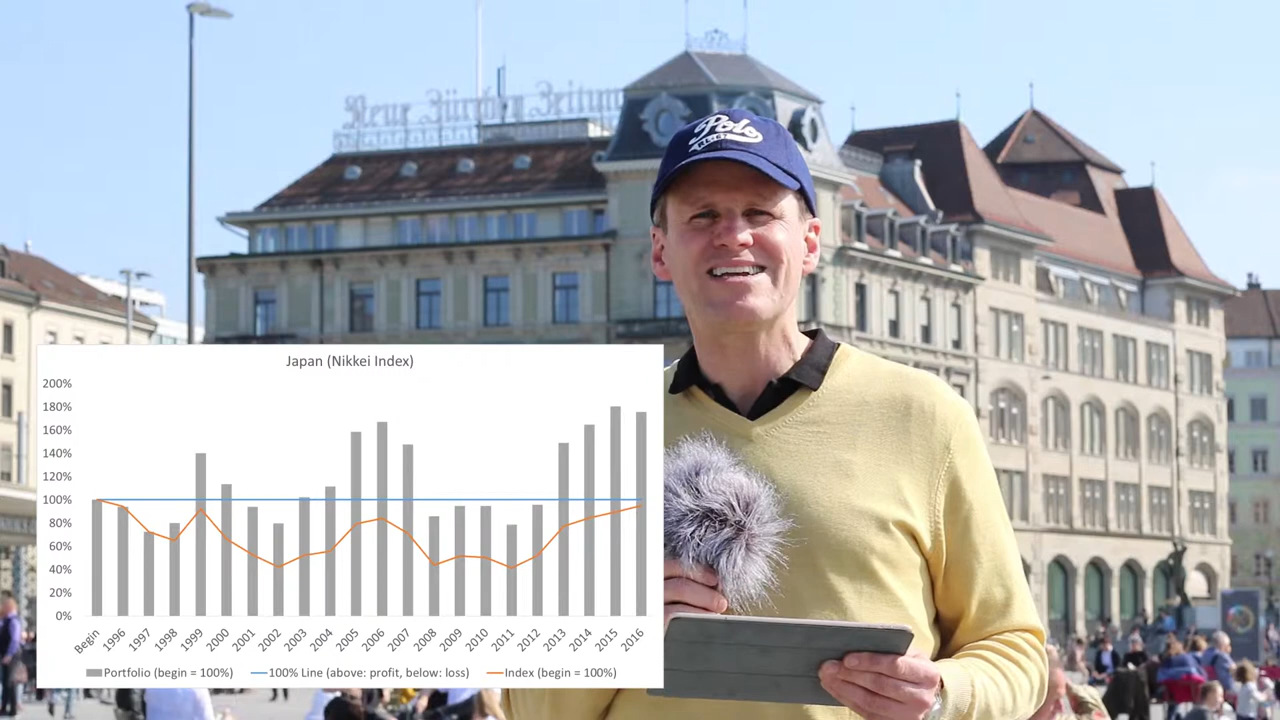 Neue Zürcher Zeitung
Polo
RL·67
Japan (Nikkei Index)
200%
180%
160%
140%
120%
100%
80%
60%
40%
20%
0%
Begin 1996 1997 1998 1999 2000 2001 2002 2003 2004 2005 2006 2007 2008 2009 2010 2011 2012 2013 2014 2015 2016
Portfolio (begin = 100%) 100% Line (above: profit, below: loss) Index (begin = 100%)